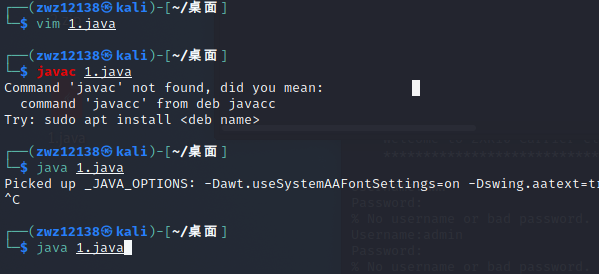 ┌──(zwz12138㉿kali)-[~/桌面]
└─$ vim 1.java
┌──(zwz12138㉿kali)-[~/桌面]
└─$ javac 1.java
Command 'javac' not found, did you mean:
  command 'javacc' from deb javacc
Try: sudo apt install <deb name>
┌──(zwz12138㉿kali)-[~/桌面]
└─$ java 1.java
Picked up _JAVA_OPTIONS: -Dawt.useSystemAAFontSettings=on -Dswing.aatext=t
^C
Password:
% No username or bad password.
┌──(zwz12138㉿kali)-[~/桌面]
Username:admin
└─$ java 1.java
Password:
% No username or bad password.